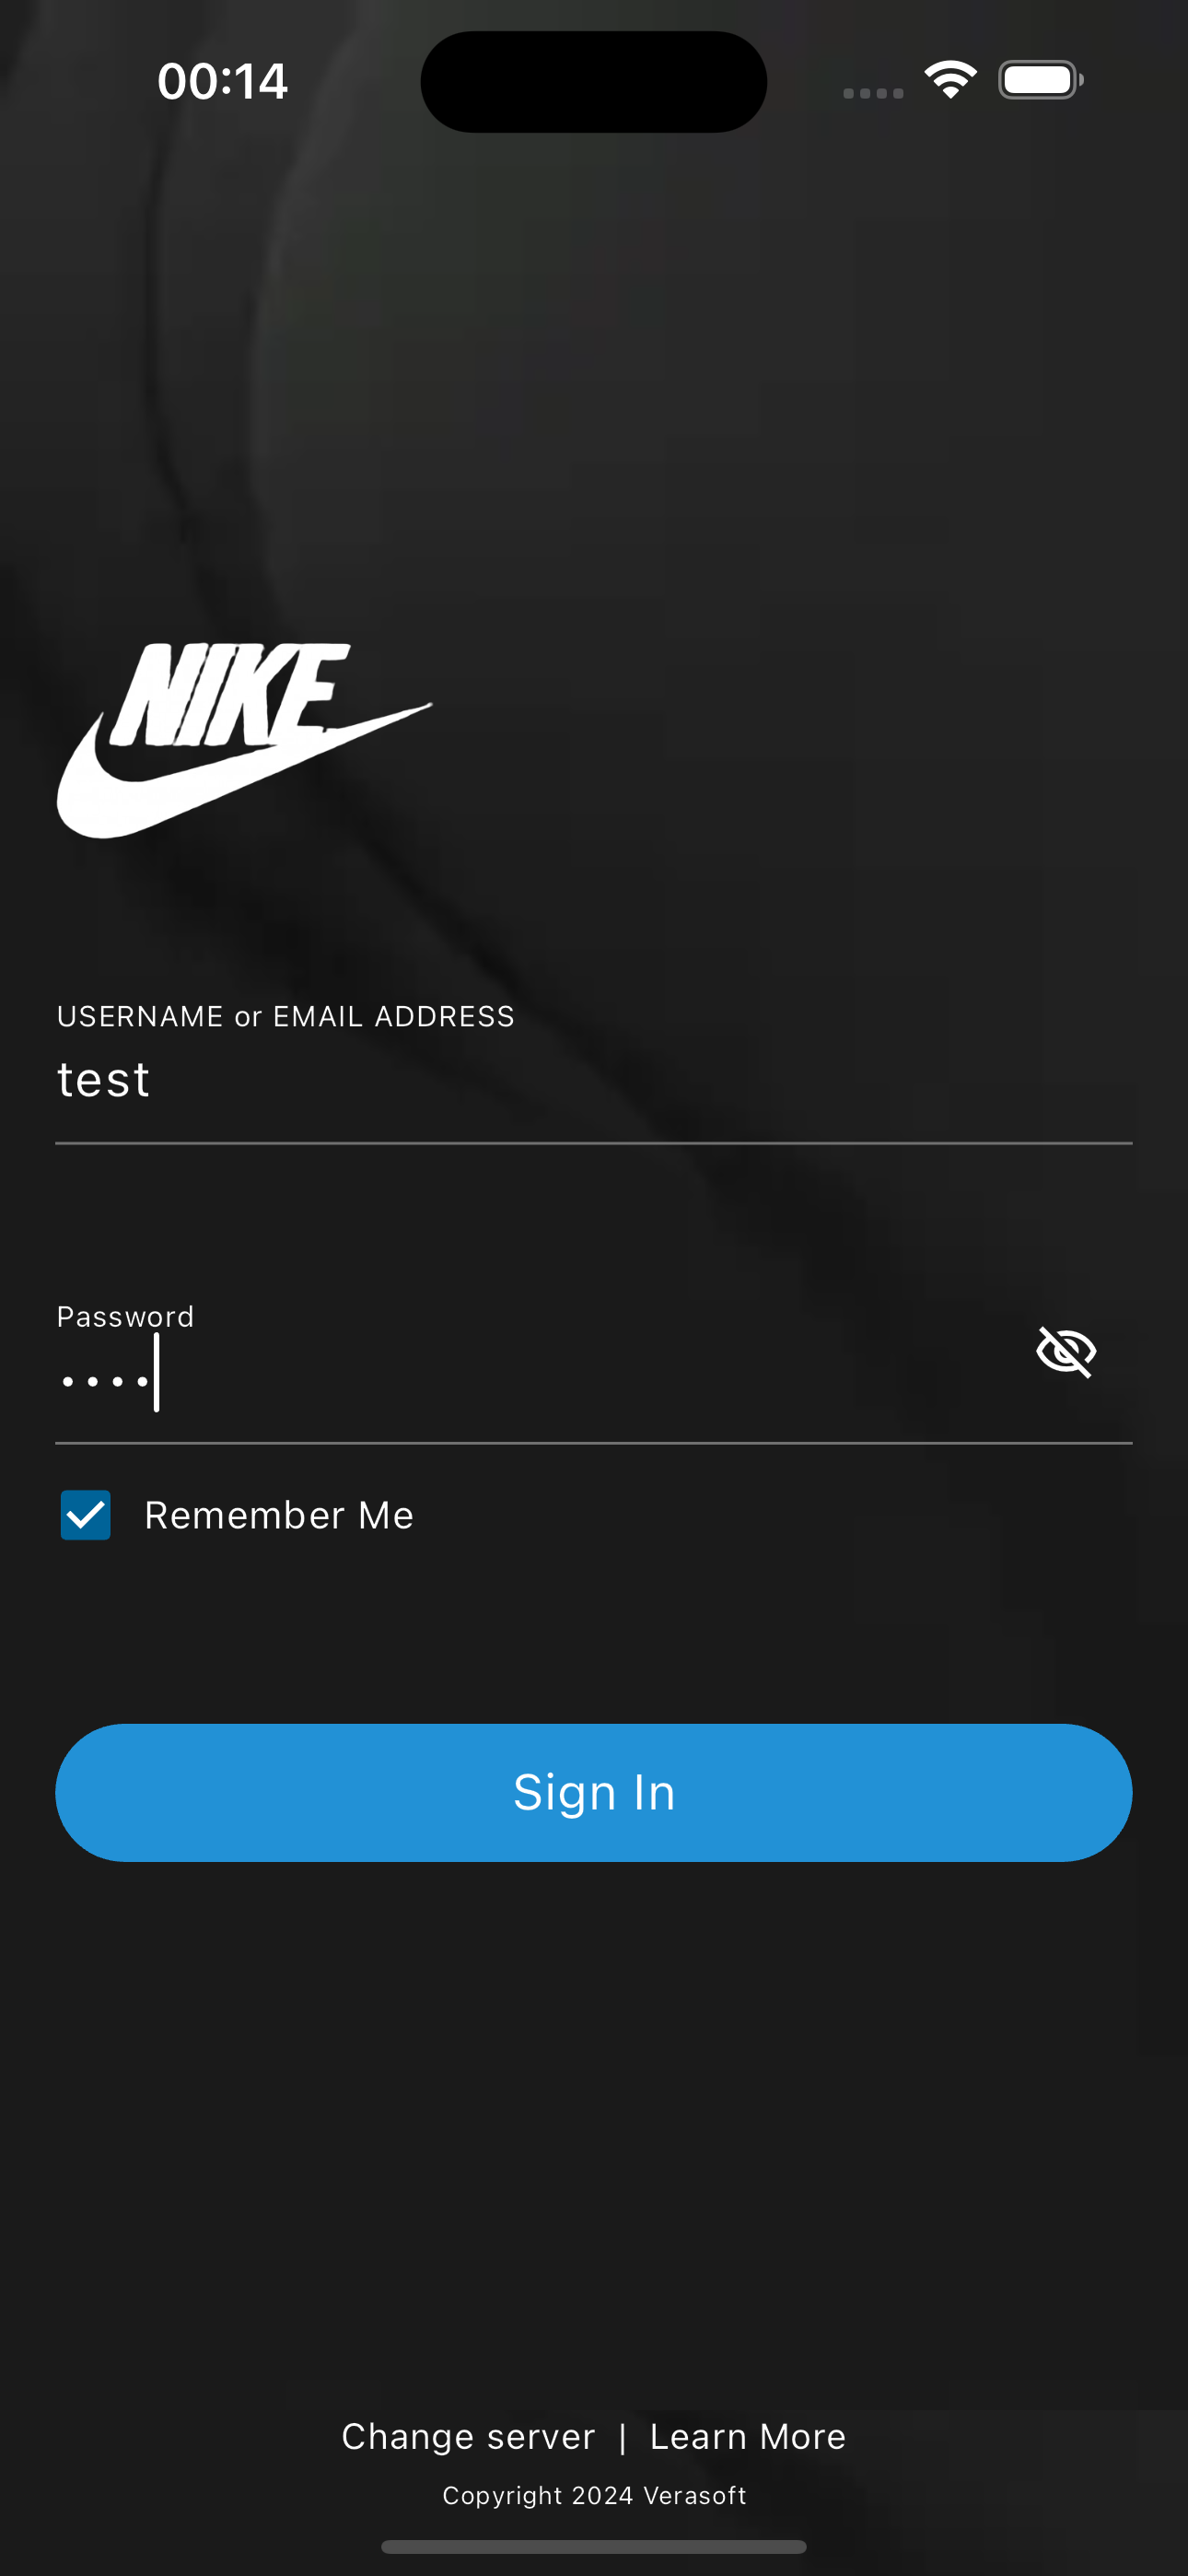 00:14
NIKE
USERNAME or EMAIL ADDRESS
test
Password
Remember Me
Sign In
Change server | Learn More
Copyright 2024 Verasoft